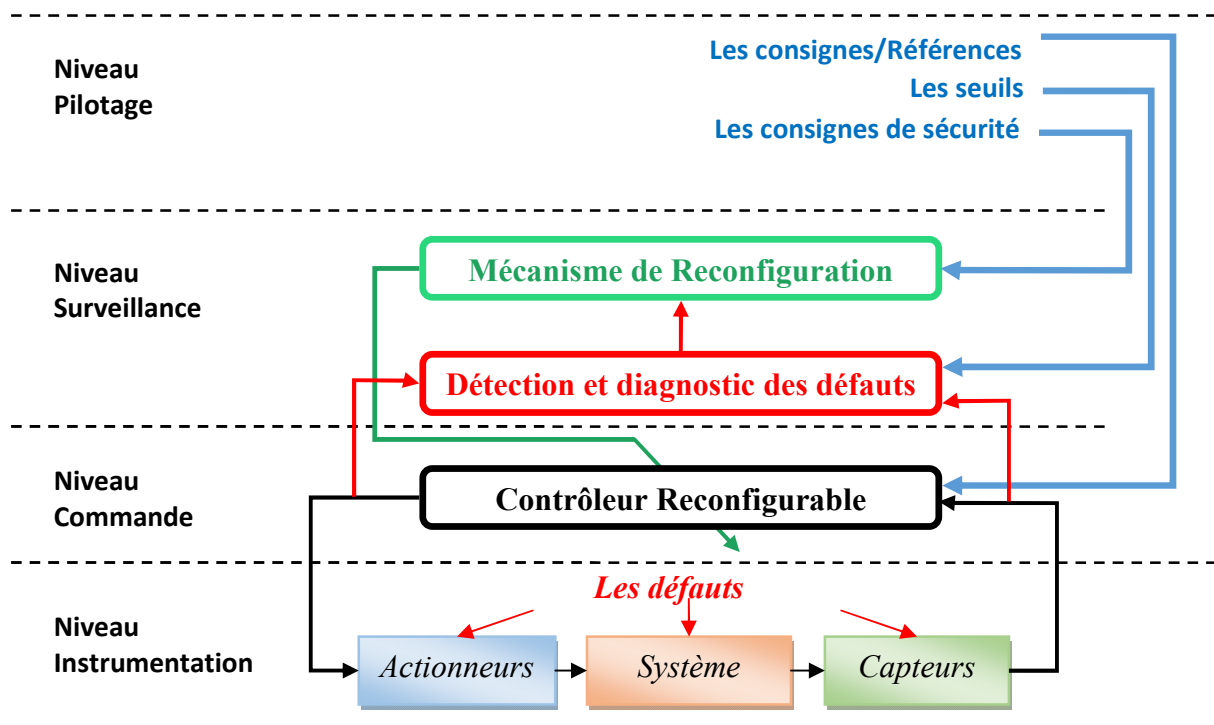 Niveau
Pilotage
Les consignes/Références
Les seuils
Les consignes de sécurité
Niveau
Surveillance
Mécanisme de Reconfiguration
Détection et diagnostic des défauts
Niveau
Commande
Contrôleur Reconfigurable
Niveau
Instrumentation
Les défauts
Actionneurs
Système
Capteurs